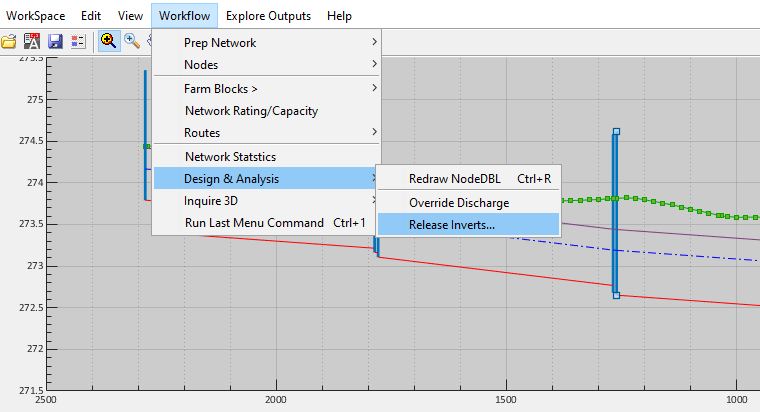 WorkSpace Edit View Workflow Explore Outputs Help
Prep Network
Nodes
Farm Blocks >
Network Rating/Capacity
Routes
Network Statstics
Design & Analysis
Inquire 3D
Run Last Menu Command Ctrl+1
Redraw NodeDBL Ctrl+R
Override Discharge
Release Inverts...
273.5
275
274.5
274
273.5
273
272.5
272
271.5
2500 2000 1500 1000